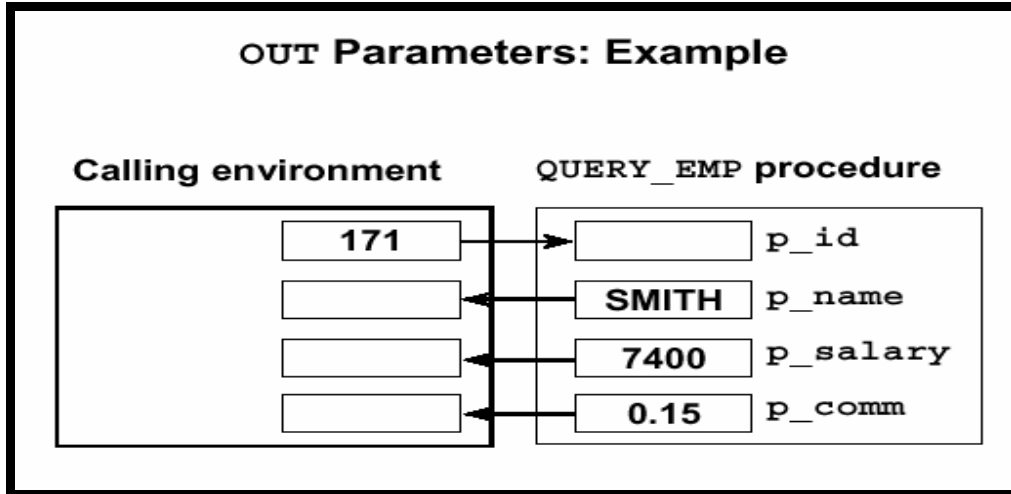 OUT Parameters: Example
Calling environment QUERY_EMP procedure
171 p_id
SMITH p_name
7400 p_salary
0.15 p_comm